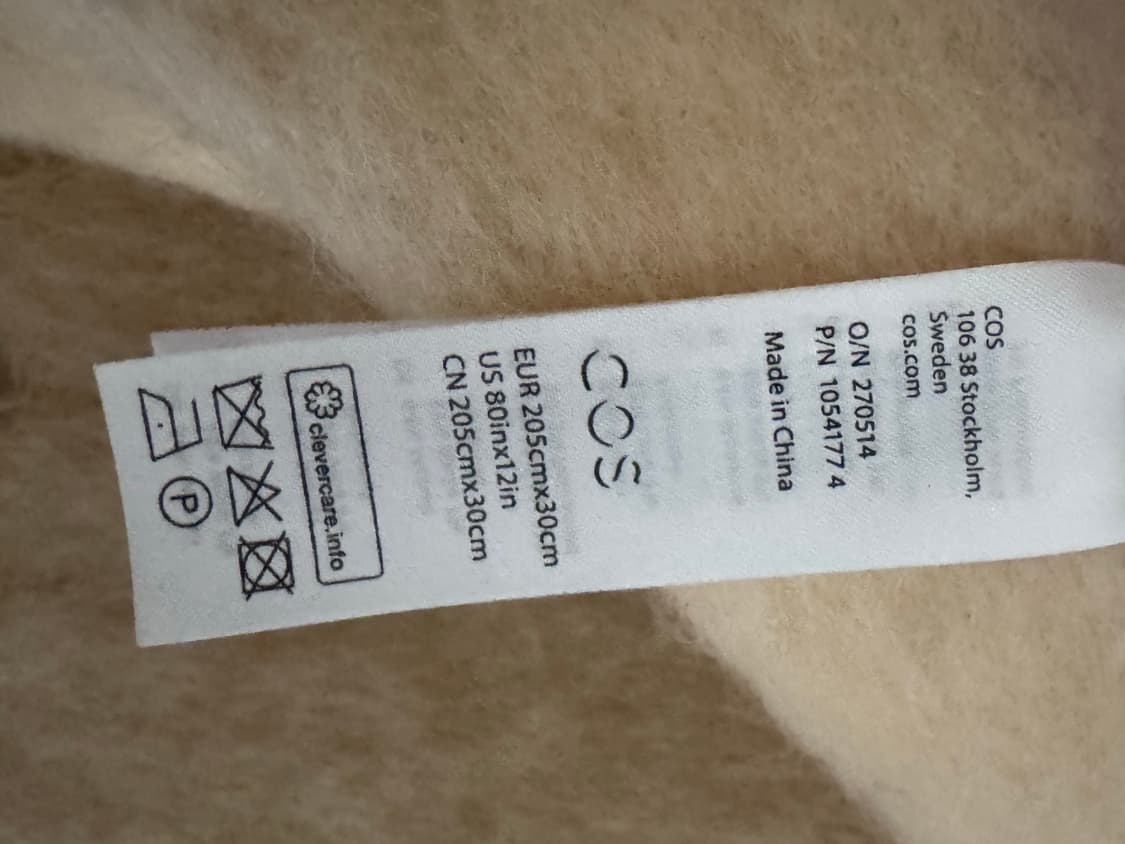 COS
106 38 Stockholm,
Sweden
cos.com
O/N 270514
P/N 1054177 4
Made in China
COS
EUR 205cmx30cm
US 80inx12in
CN 205cmx30cm
clevercare.info
P